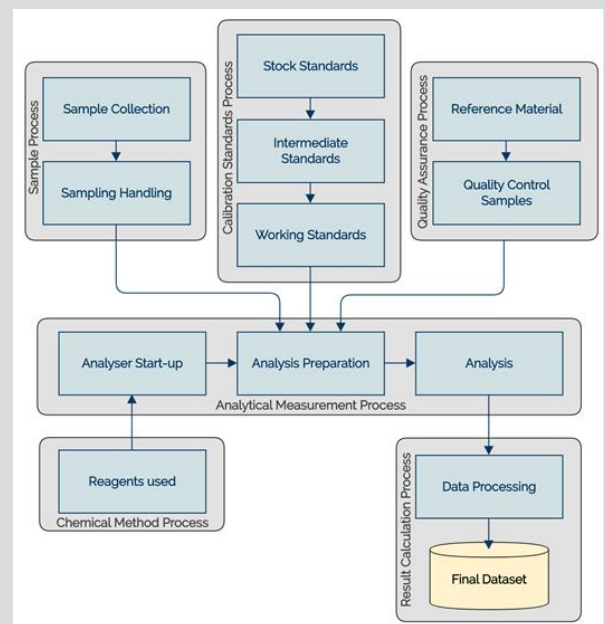 Sample Process
Sample Collection
Sampling Handling
Calibration Standards Process
Stock Standards
Intermediate
Standards
Working Standards
Quality Assurance Process
Reference Material
Quality Control
Samples
Analyser Start-up
Analysis Preparation
Analysis
Analytical Measurement Process
Reagents used
Chemical Method Process
Result Calculation Process
Data Processing
Final Dataset